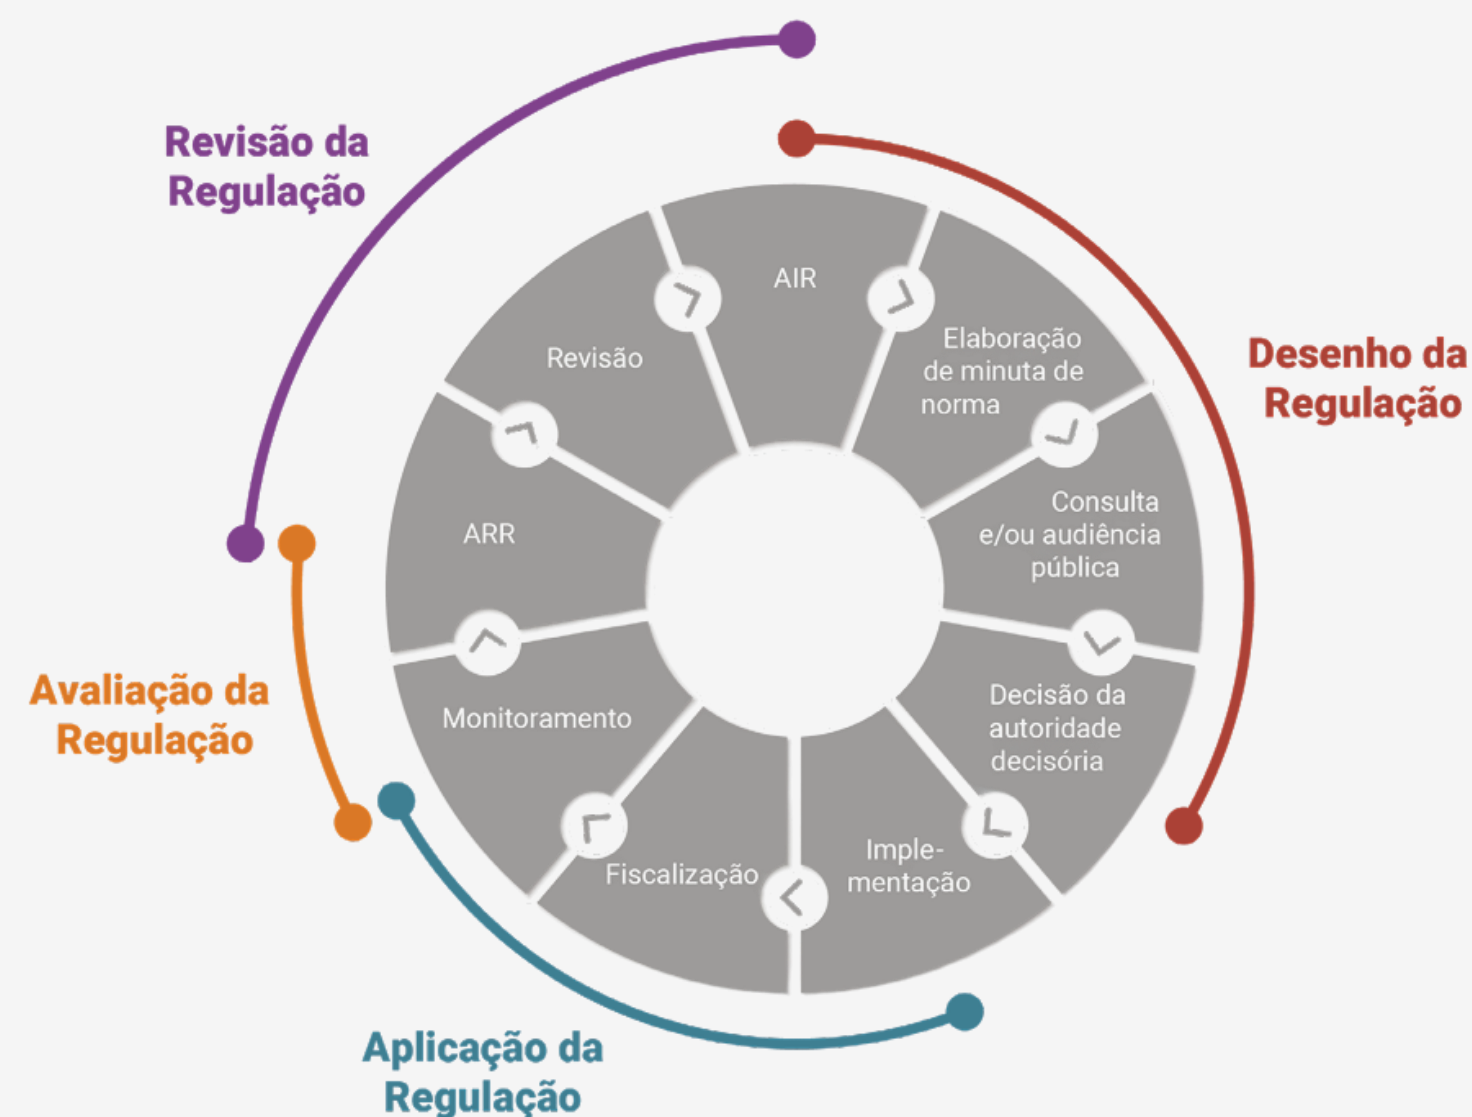 Revisão da
Regulação
AIR
Elaboração
de minuta de
norma
Revisão
Desenho da
Regulação
Consulta
e/ou audiência
pública
ARR
Decisão da
autoridade
decisória
Avaliação da
Regulação
Monitoramento
Imple-
mentação
Fiscalização
Aplicação da
Regulação